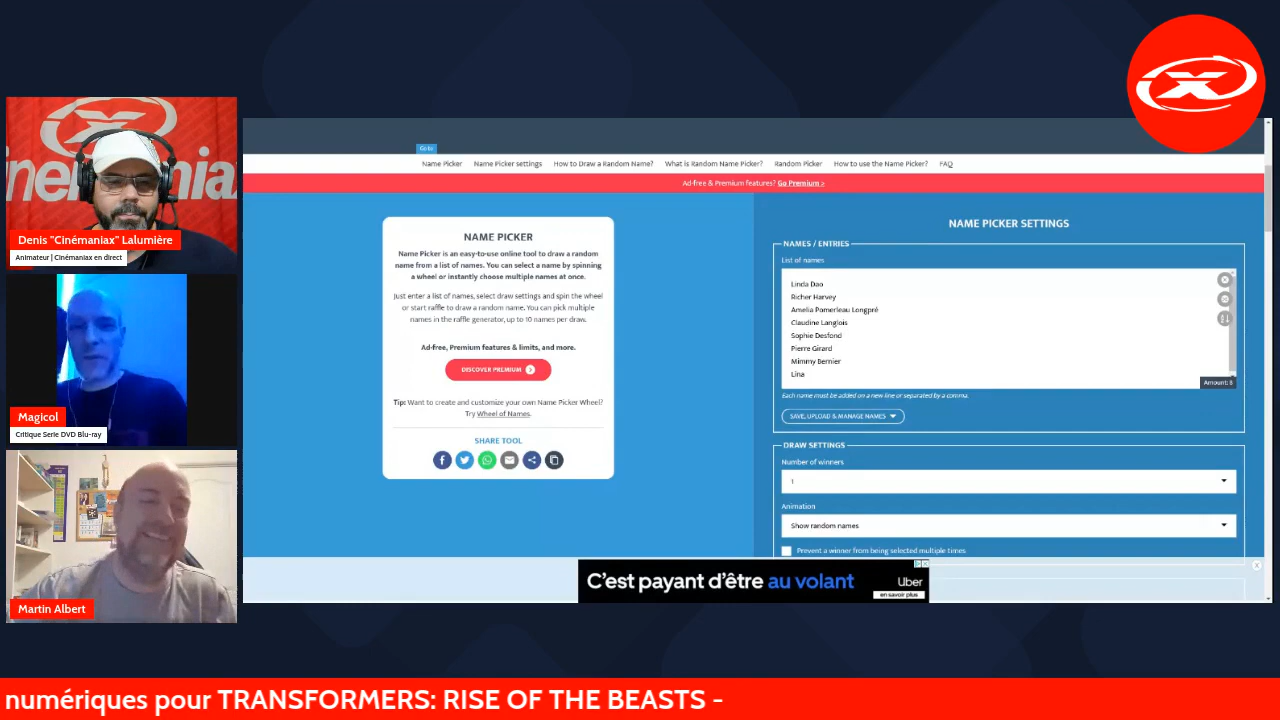 inemania
Denis "Cinémaniax" Lalumière
Animateur | Cinémaniax en direct
Magicol
Critique Serie DVD Blu-ray
Martin Albert
Go to
Name Picker Name Picker settings How to Draw a Random Name? What is Random Name Picker? Random Picker How to use the Name Picker? FAQ
Ad-free & Premium features? Go Premium >
NAME PICKER
Name Picker is an easy-to-use online tool to draw a random
name from a list of names. You can select a name by spinning
a wheel or instantly choose multiple names at once.
Just enter a list of names, select draw settings and spin the wheel
or start raffle to draw a random name. You can pick multiple
names in the raffle generator, up to 10 names per draw.
Ad-free, Premium features & limits, and more.
DISCOVER PREMIUM
Tip: Want to create and customize your own Name Picker Wheel?
Try Wheel of Names.
SHARE TOOL
NAME PICKER SETTINGS
NAMES / ENTRIES
List of names
Linda Dao
Richer Harvey
Amelia Pomerleau Longpré
Claudine Langlois
Sophie Desfond
Pierre Girard
Mimmy Bernier
Lina
Amount: 8
Each name must be added on a new line or separated by a comma.
SAVE, UPLOAD & MANAGE NAMES
DRAW SETTINGS
Number of winners
1
Animation
Show random names
Prevent a winner from being selected multiple times
C'est payant d'être au volant
Uber
en savoir plus
numériques pour TRANSFORMERS: RISE OF THE BEASTS -